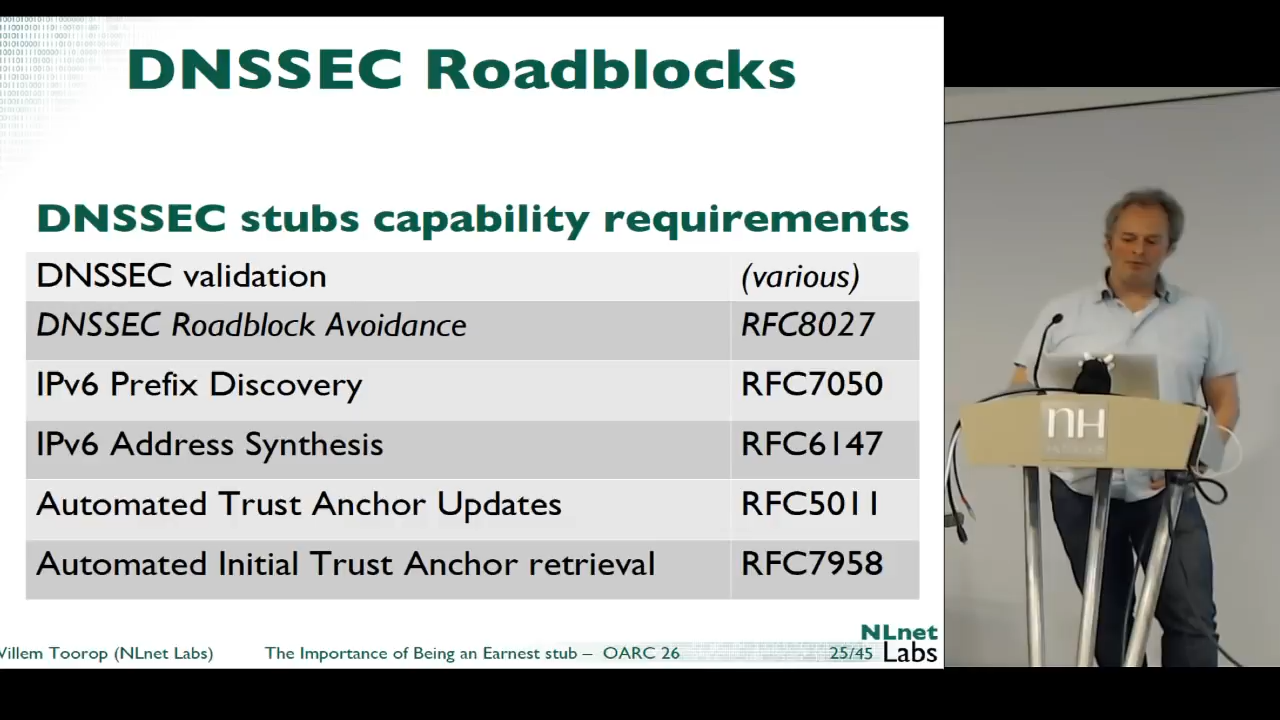 DNSSEC Roadblocks
DNSSEC stubs capability requirements
DNSSEC validation (various)
DNSSEC Roadblock Avoidance RFC8027
IPv6 Prefix Discovery RFC7050
IPv6 Address Synthesis RFC6147
Automated Trust Anchor Updates RFC5011
Automated Initial Trust Anchor retrieval RFC7958
Villem Toorop (NLnet Labs) The Importance of Being an Earnest stub – OARC 26 25/45
NLnet
Labs
nH